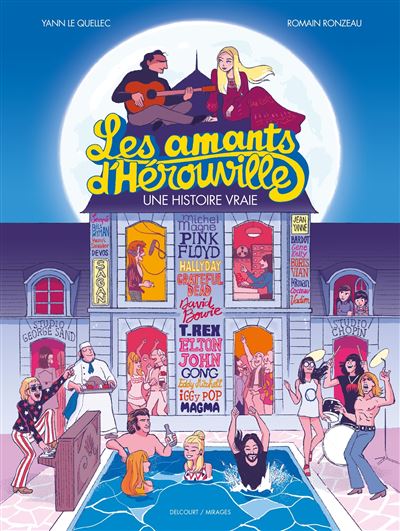 YANN LE QUELLEC
ROMAIN RONZEAU
Les amants
d'Hérouville
UNE HISTOIRE VRAIE
Sempé
DEVOS
SAGAN
Michel
Magne
PINK
FLOYD
HALLYDAY
GRATEFUL
DEAD
David
Bowie
T.REX
ELTON
JOHN
GONG
Eddy Mitchell
iGGY POP
MAGMA
JEAN
YANNE
BARDOT
BORIS
VIAN
Vadim
STUDIO
GEORGE SAND
STUDIO
CHOPIN
DELCOURT / MIRAGES